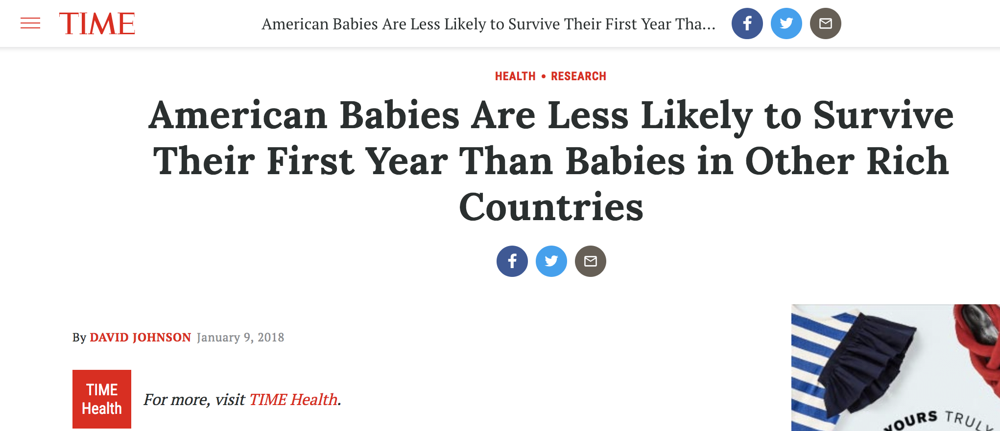 TIME
American Babies Are Less Likely to Survive Their First Year Tha...
HEALTH • RESEARCH
American Babies Are Less Likely to Survive
Their First Year Than Babies in Other Rich
Countries
By DAVID JOHNSON January 9, 2018
TIME
Health
For more, visit TIME Health.
YOURS TRULY